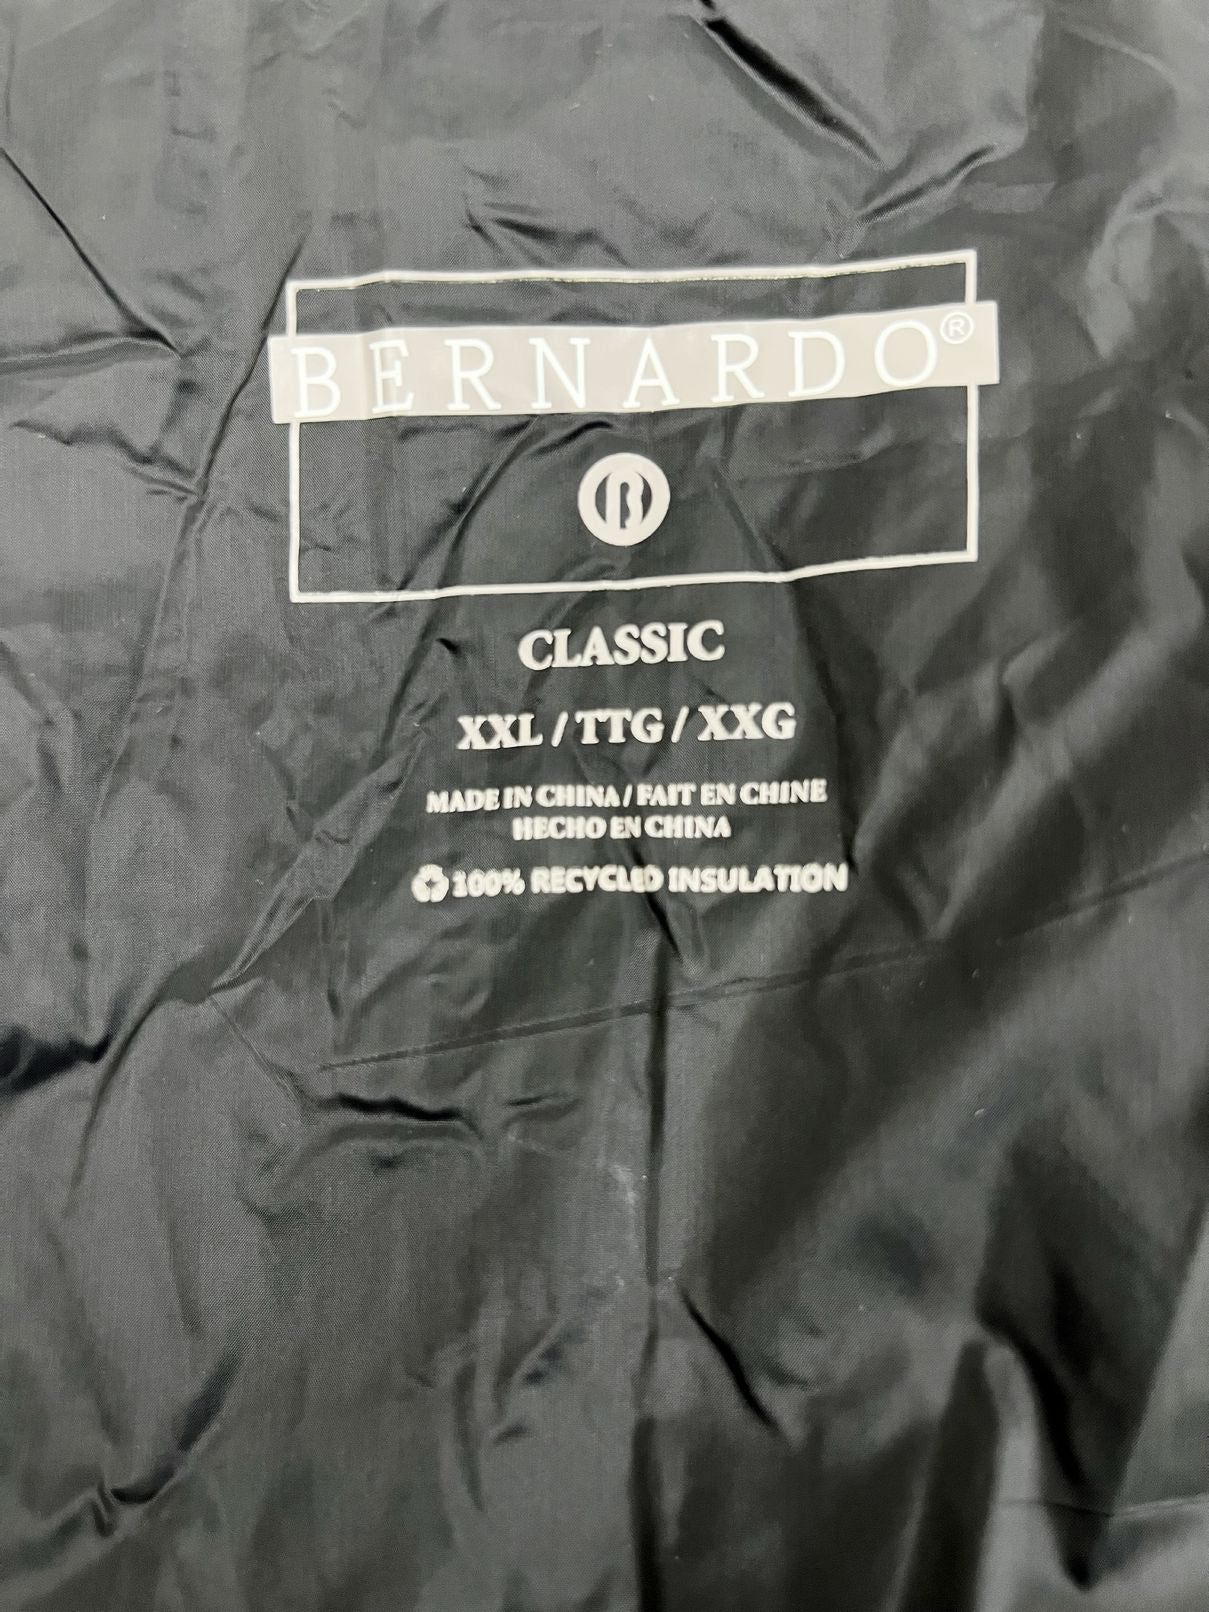 BERNARDO®
B
CLASSIC
XXL / TTG / XXG
MADE IN CHINA / FAIT EN CHINE
HECHO EN CHINA
100% RECYCLED INSULATION